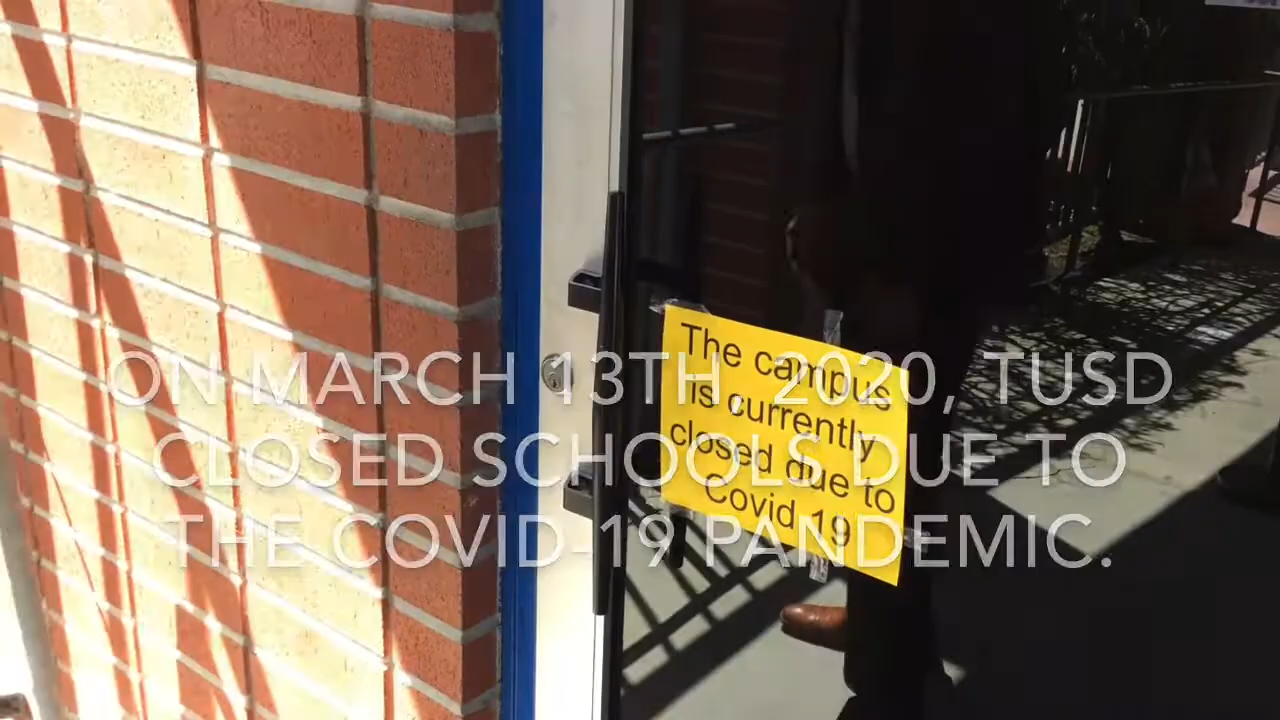 The campus
is currently
closed due to
Covid 19
ON MARCH 13TH, 2020, TUSD
CLOSED SCHOOLS DUE TO
THE COVID-19 PANDEMIC.